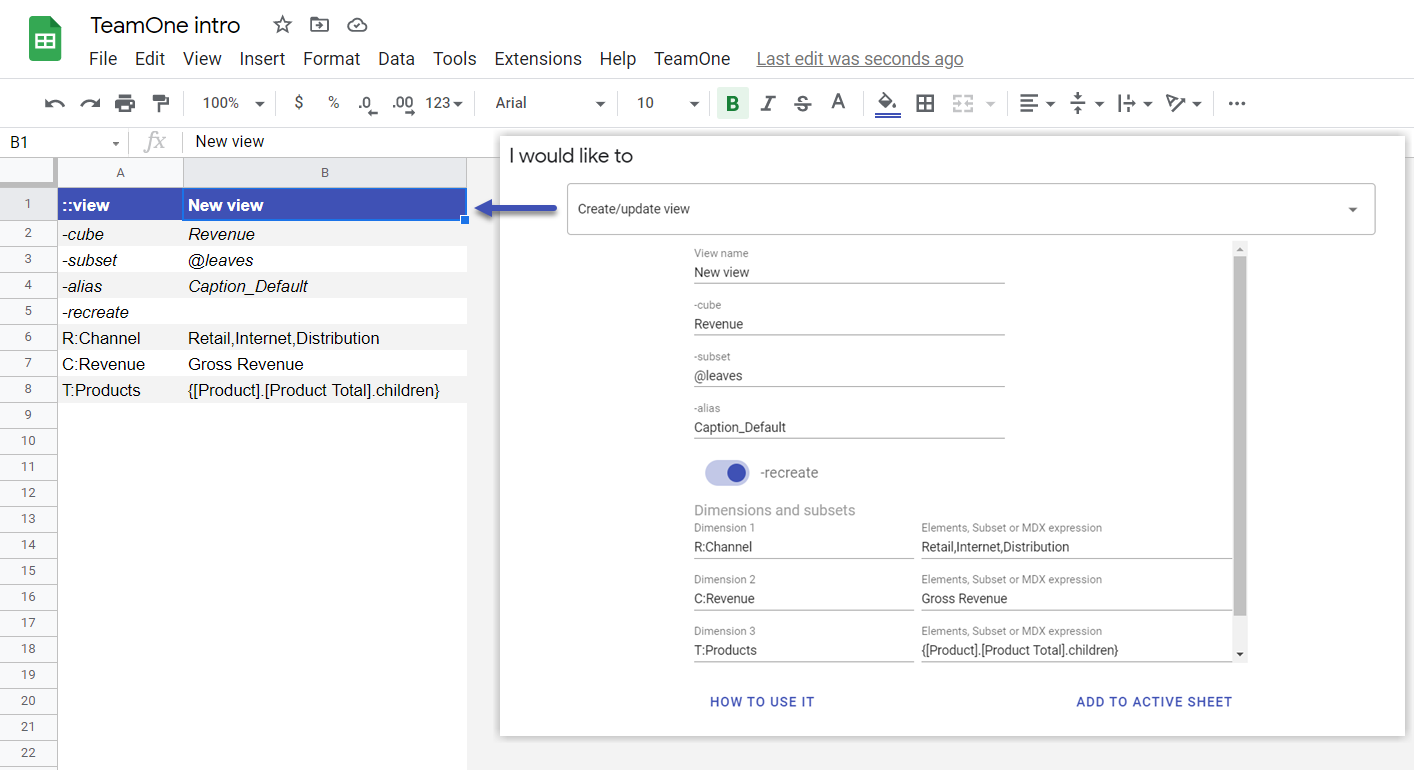 TeamOne intro
File Edit View Insert Format Data Tools Extensions Help TeamOne Last edit was seconds ago
100% $ % .0 .00 123 Arial 10 B I S A
B1 fx New view
A B
1 ::view New view
2 -cube Revenue
3 -subset @leaves
4 -alias Caption_Default
5 -recreate
6 R:Channel Retail,Internet,Distribution
7 C:Revenue Gross Revenue
8 T:Products {[Product].[Product Total].children}
9
10
11
12
13
14
15
16
17
18
19
20
21
22
I would like to
Create/update view
View name
New view
-cube
Revenue
-subset
@leaves
-alias
Caption_Default
-recreate
Dimensions and subsets
Dimension 1 Elements, Subset or MDX expression
R:Channel Retail,Internet,Distribution
Dimension 2 Elements, Subset or MDX expression
C:Revenue Gross Revenue
Dimension 3 Elements, Subset or MDX expression
T:Products {[Product].[Product Total].children}
HOW TO USE IT ADD TO ACTIVE SHEET